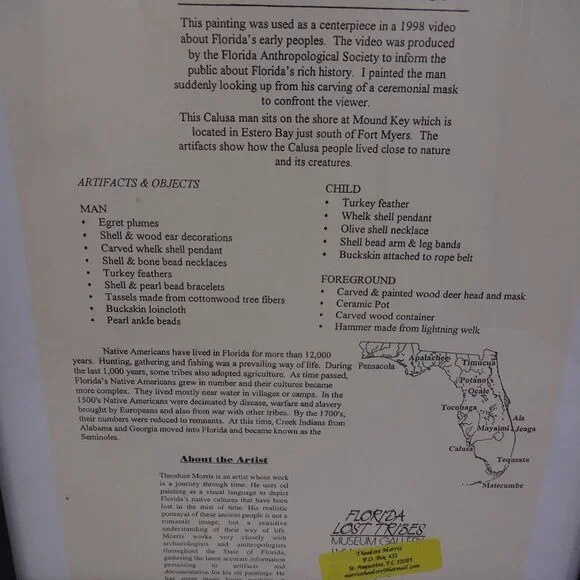 This painting was used as a centerpiece in a 1998 video
about Florida's early peoples. The video was produced
by the Florida Anthropological Society to inform the
public about Florida's rich history. I painted the man
suddenly looking up from his carving of a ceremonial mask
to confront the viewer.
This Calusa man sits on the shore at Mound Key which is
located in Estero Bay just south of Fort Myers. The
artifacts show how the Calusa people lived close to nature
and its creatures.
ARTIFACTS & OBJECTS
MAN
• Egret plumes
• Shell & wood ear decorations
• Carved whelk shell pendant
• Shell & bone bead necklaces
• Turkey feathers
• Shell & pearl bead bracelets
• Tassels made from cottonwood tree fibers
• Buckskin loincloth
• Pearl ankle beads
CHILD
• Turkey feather
• Whelk shell pendant
• Olive shell necklace
• Shell bead arm & leg bands
• Buckskin attached to rope belt
FOREGROUND
• Carved & painted wood deer head and mask
• Ceramic Pot
• Carved wood container
• Hammer made from lightning welk
Native Americans have lived in Florida for more than 12,000
years. Hunting, gathering and fishing was a prevailing way of life. During
the last 1,000 years, some tribes also adopted agriculture. As time passed,
Florida's Native Americans grew in number and their cultures became
more complex. They lived mostly near water in villages or camps. In the
1500's Native Americans were decimated by disease, warfare and slavery
brought by Europeans and also from war with other tribes. By the 1700's,
their numbers were reduced to remnants. At this time, Creek Indians from
Alabama and Georgia moved into Florida and became known as the
Seminoles.
Pensacola
Apalachee
Timucua
Potano
Ocale
Tocobaga
Ais
Mayaimi
Jeaga
Calusa
Tequesta
Matecumbe
About the Artist
Theodore Morris is an artist whose work
is a journey through time. He uses oil
painting as a visual language to depict
Florida's native cultures that have been
lost in the mist of time. His realistic
portrayal of these ancient people is not a
romantic image, but a sensitive
understanding of their way of life.
Morris works very closely with
archaeologists and anthropologists
throughout the State of Florida,
gathering the latest accurate information
pertaining to artifacts and
documentation for his oil paintings. He
has spent many hours
FLORIDA
LOST TRIBES
MUSEUM GALLERY
Theodore Morris
P.O. Box, 433
St. Augustine, FL 32085